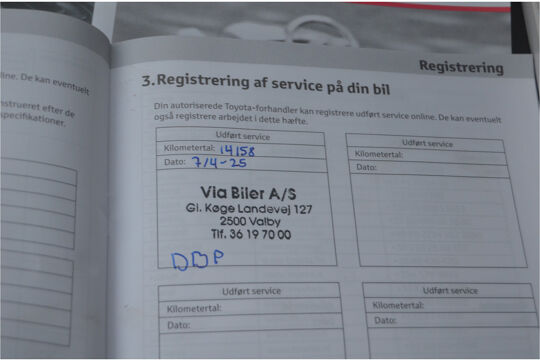 line. De kan eventuelt
nstrueret efter de
pecifikationer.
Registrering
3.Registrering af service på din bil
Din autoriserede Toyota-forhandler kan registrere udført service online. De kan eventuelt
også registrere arbejdet i dette hæfte.
Udført service
Kilometertal: 14158
Dato: 7/4-25
Via Biler A/S
Gl. Køge Landevej 127
2500 Valby
Tlf. 36 19 70 00
DDP
Udført service
Kilometertal:
Dato:
Udført service
Kilometertal:
Dato:
Udført service
Kilometertal:
Dato: